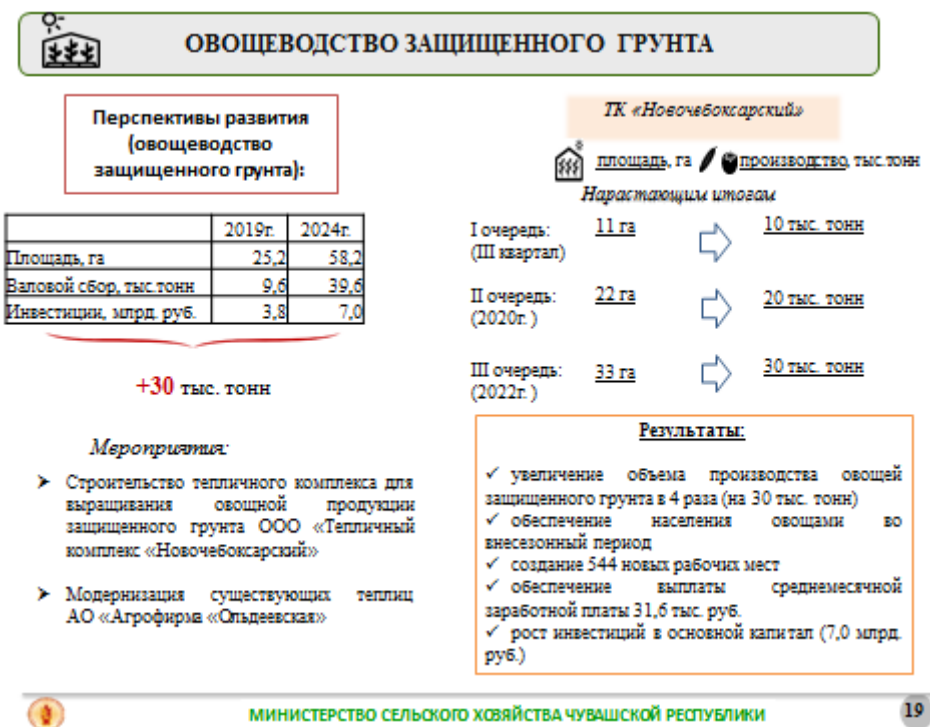 ОВОЩЕВОДСТВО ЗАЩИЩЕННОГО ГРУНТА
Перспективы развития
(овощеводство
защищенного грунта):
2019г. 2024г.
Площадь, га 25,2 58,2
Валовой сбор, тыс.тонн 9,6 39,6
Инвестиции, млрд. руб. 3,8 7,0
+30 тыс. тонн
Мероприятия:
Строительство тепличного комплекса для
выращивания овощной продукции
защищенного грунта ООО «Тепличный
комплекс «Новочебоксарский»
Модернизация существующих теплиц
АО «Агрофирма «Ольдеевская»
ТК «Новочебоксарский»
площадь, га производство, тыс.тонн
Нарастающим итогом
I очередь: 11 га 10 тыс. тонн
(III квартал)
II очередь: 22 га 20 тыс. тонн
(2020г.)
III очередь: 33 га 30 тыс. тонн
(2022г.)
Результаты:
✓ увеличение объема производства овощей
защищенного грунта в 4 раза (на 30 тыс. тонн)
✓ обеспечение населения овощами во
внесезонный период
✓ создание 544 новых рабочих мест
✓ обеспечение выплаты среднемесячной
заработной платы 31,6 тыс. руб.
✓ рост инвестиций в основной капитал (7,0 млрд.
руб.)
МИНИСТЕРСТВО СЕЛЬСКОГО ХОЗЯЙСТВА ЧУВАШСКОЙ РЕСПУБЛИКИ
19